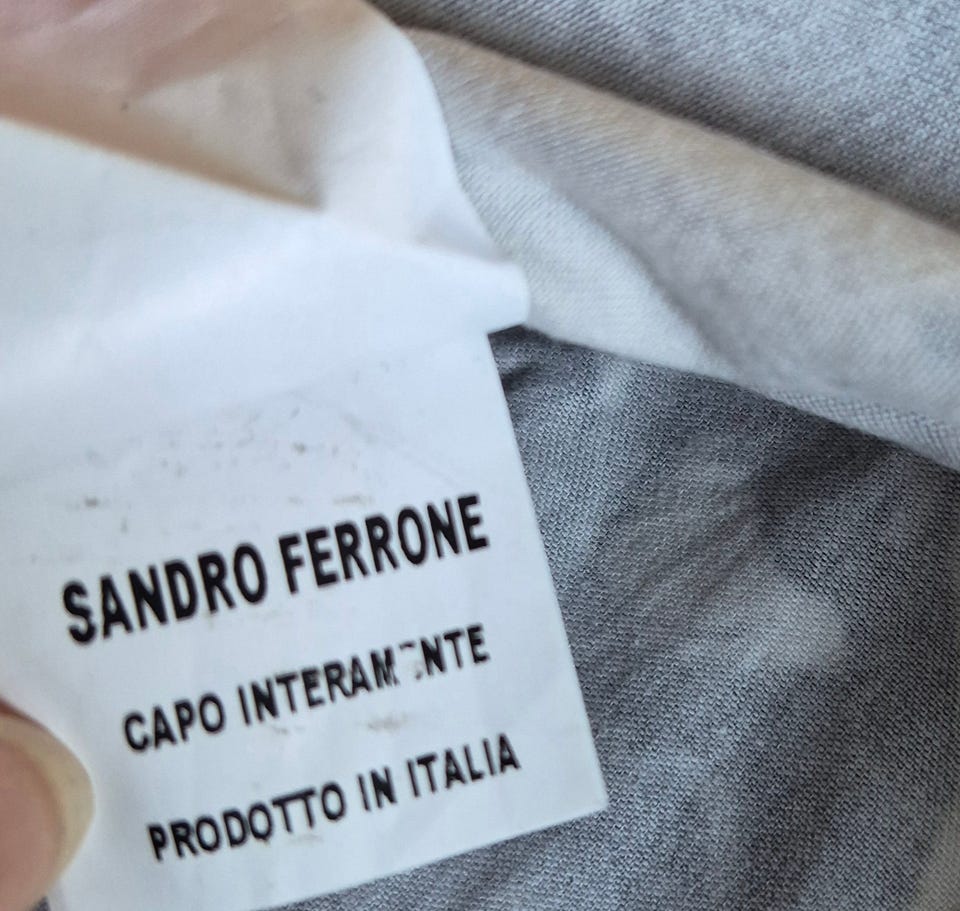 SANDRO FERRONE
CAPO INTERAMENTE
PRODOTTO IN ITALIA